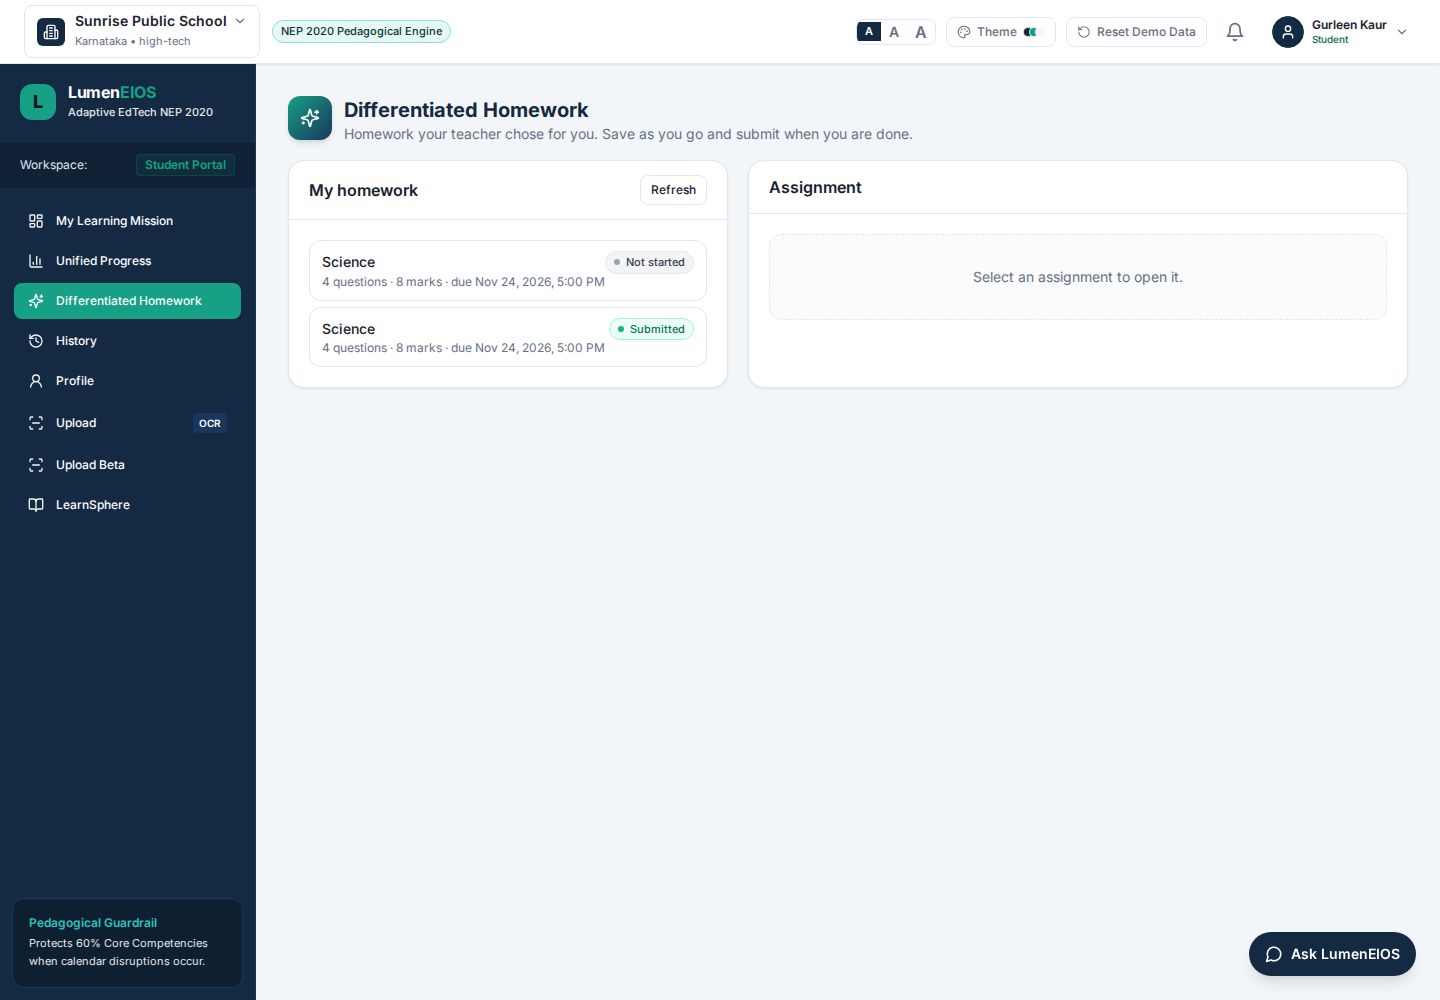 Sunrise Public School
Karnataka • high-tech
NEP 2020 Pedagogical Engine
A A A
Theme
Reset Demo Data
Gurleen Kaur
Student
L
LumenEIOS
Adaptive EdTech NEP 2020
Workspace:
Student Portal
My Learning Mission
Unified Progress
Differentiated Homework
History
Profile
Upload
OCR
Upload Beta
LearnSphere
Pedagogical Guardrail
Protects 60% Core Competencies
when calendar disruptions occur.
Differentiated Homework
Homework your teacher chose for you. Save as you go and submit when you are done.
My homework
Refresh
Science
Not started
4 questions · 8 marks · due Nov 24, 2026, 5:00 PM
Science
Submitted
4 questions · 8 marks · due Nov 24, 2026, 5:00 PM
Assignment
Select an assignment to open it.
Ask LumenEIOS